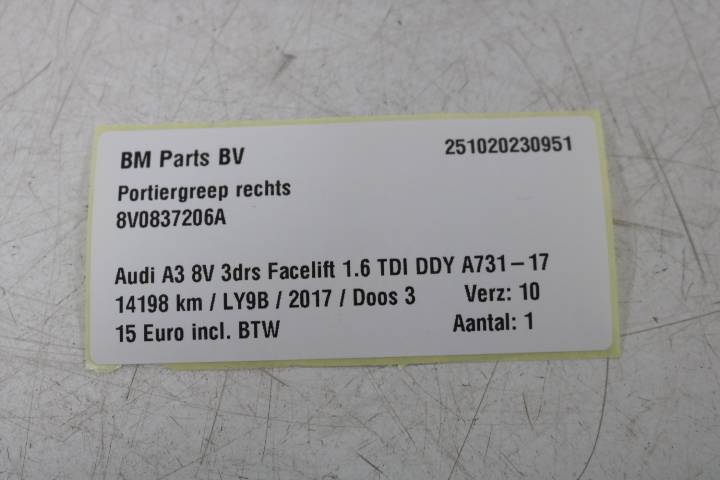 BM Parts BV 251020230951
Portiergreep rechts
8V0837206A
Audi A3 8V 3drs Facelift 1.6 TDI DDY A731-17
14198 km / LY9B / 2017 / Doos 3 Verz: 10
15 Euro incl. BTW Aantal: 1